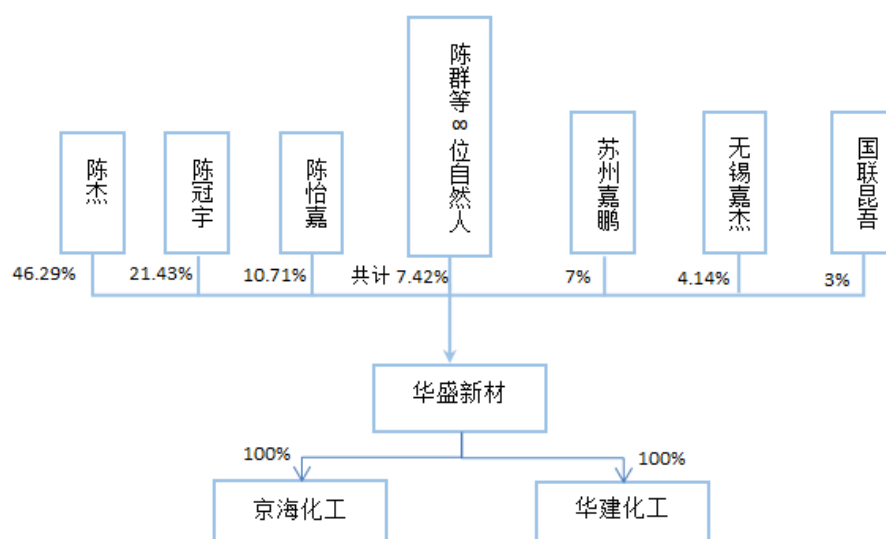 陈杰
陈冠宇
陈怡嘉
陈群等8位自然人
苏州嘉鹏
无锡嘉杰
国联昆吾
46.29%
21.43%
10.71%
共计 7.42%
7%
4.14%
3%
华盛新材
100%
100%
京海化工
华建化工